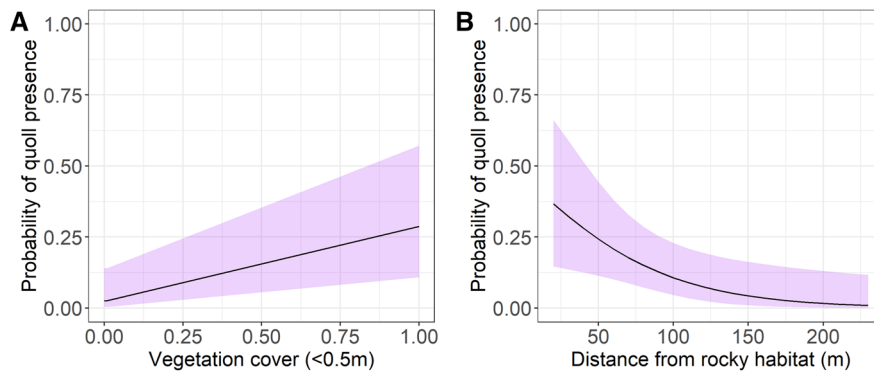 A
Probability of quoll presence
1.00
0.75
0.50
0.25
0.00
0.00 0.25 0.50 0.75 1.00
Vegetation cover (<0.5m)
B
Probability of quoll presence
1.00
0.75
0.50
0.25
0.00
50 100 150 200
Distance from rocky habitat (m)